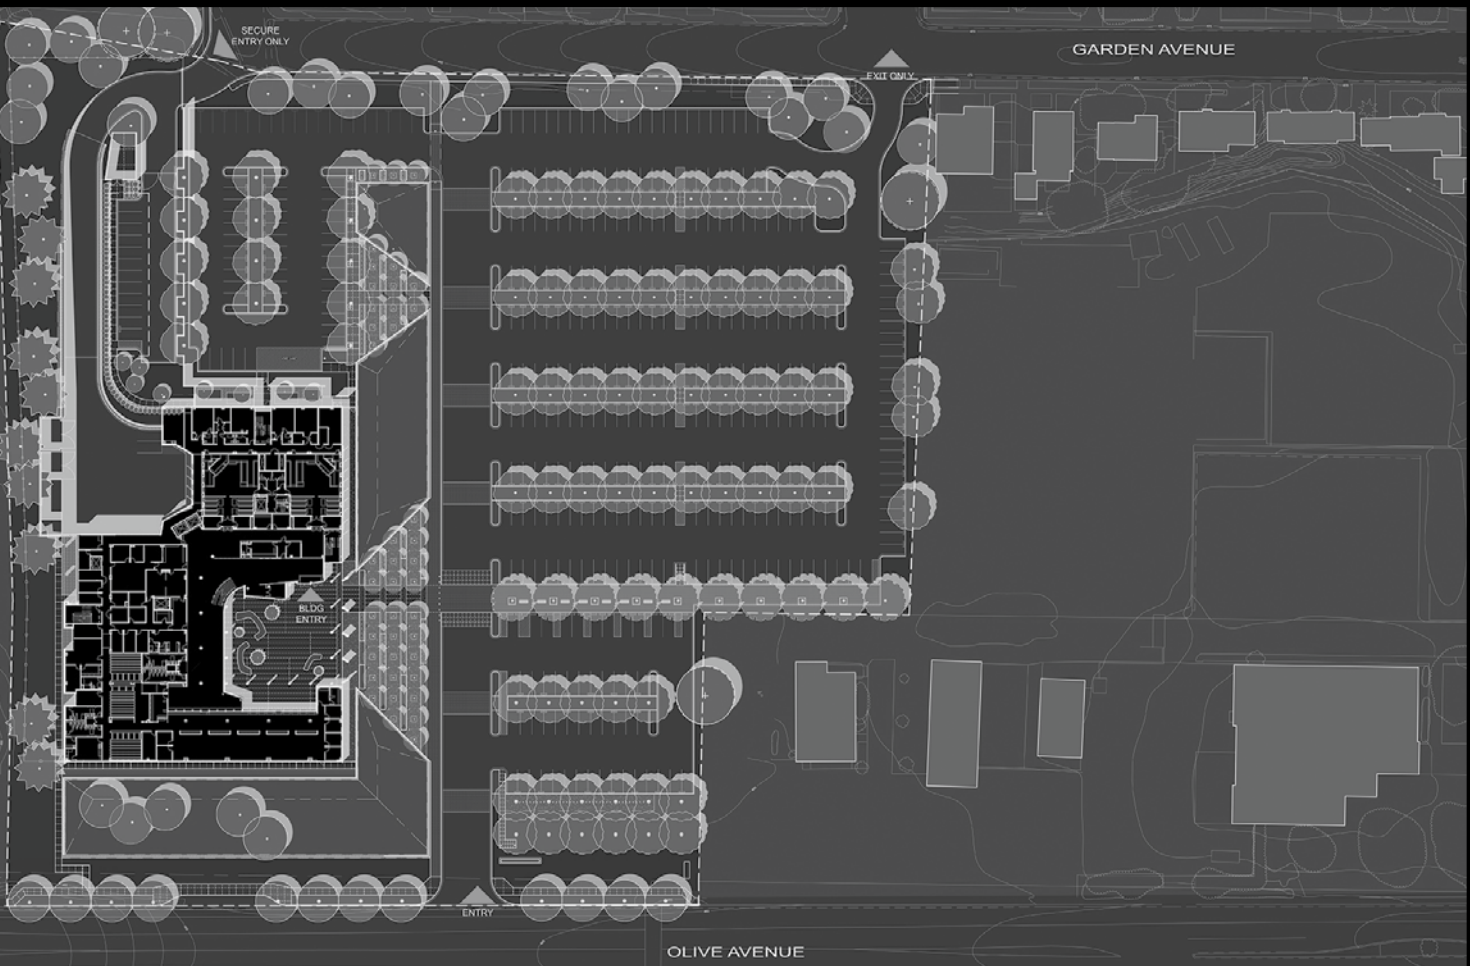 SECURE
ENTRY ONLY
GARDEN AVENUE
EXIT ONLY
BLDG
ENTRY
ENTRY
OLIVE AVENUE